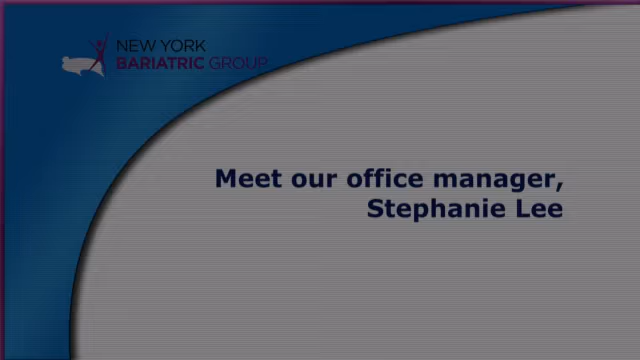 NEW YORK
BARIATRIC GROUP
Meet our office manager,
Stephanie Lee